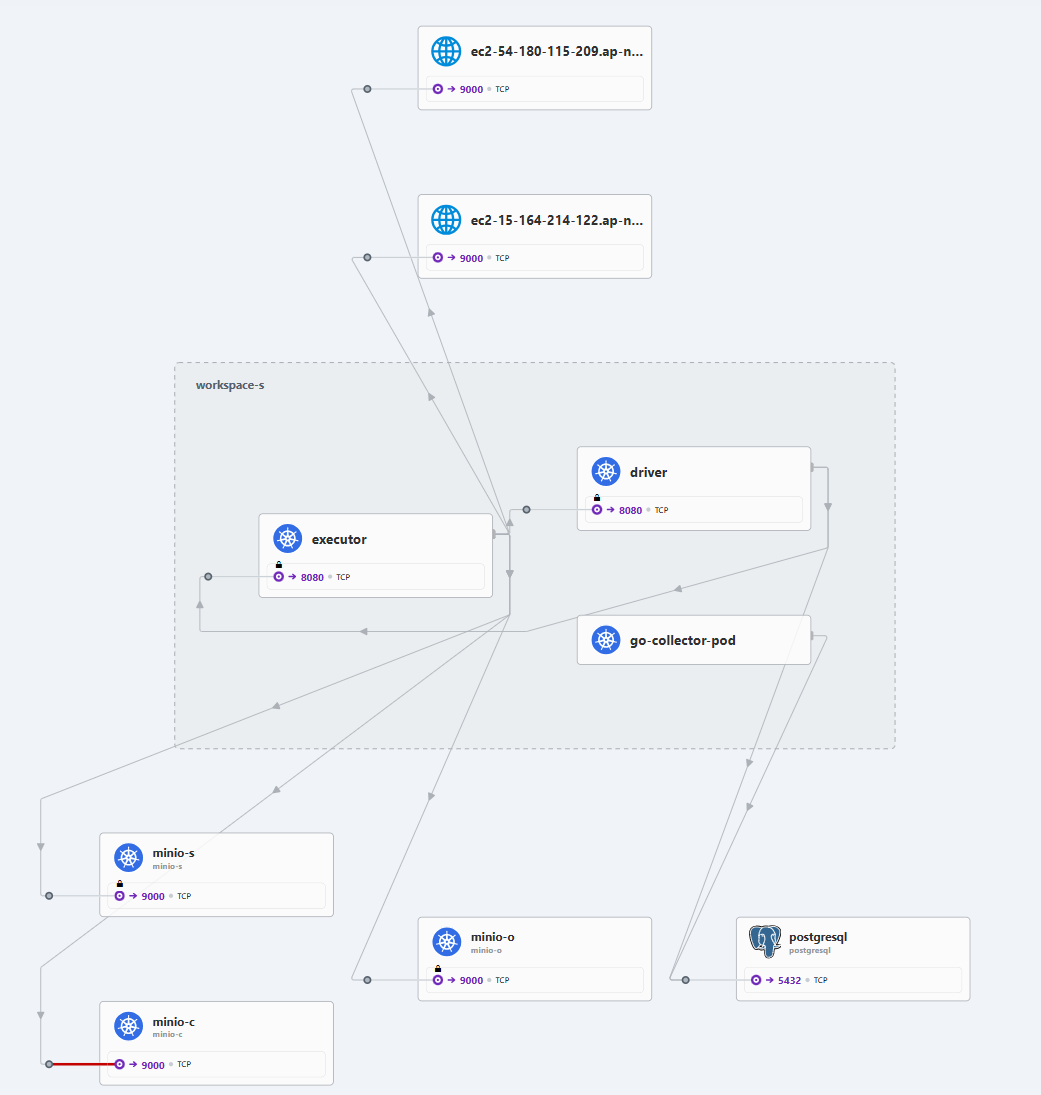 ec2-54-180-115-209.ap-n...
→ 9000 • TCP
ec2-15-164-214-122.ap-n...
→ 9000 • TCP
workspace-s
driver
→ 8080 • TCP
executor
→ 8080 • TCP
go-collector-pod
minio-s
minio-s
→ 9000 • TCP
minio-o
minio-o
→ 9000 • TCP
postgresql
postgresql
→ 5432 • TCP
minio-c
minio-c
→ 9000 • TCP